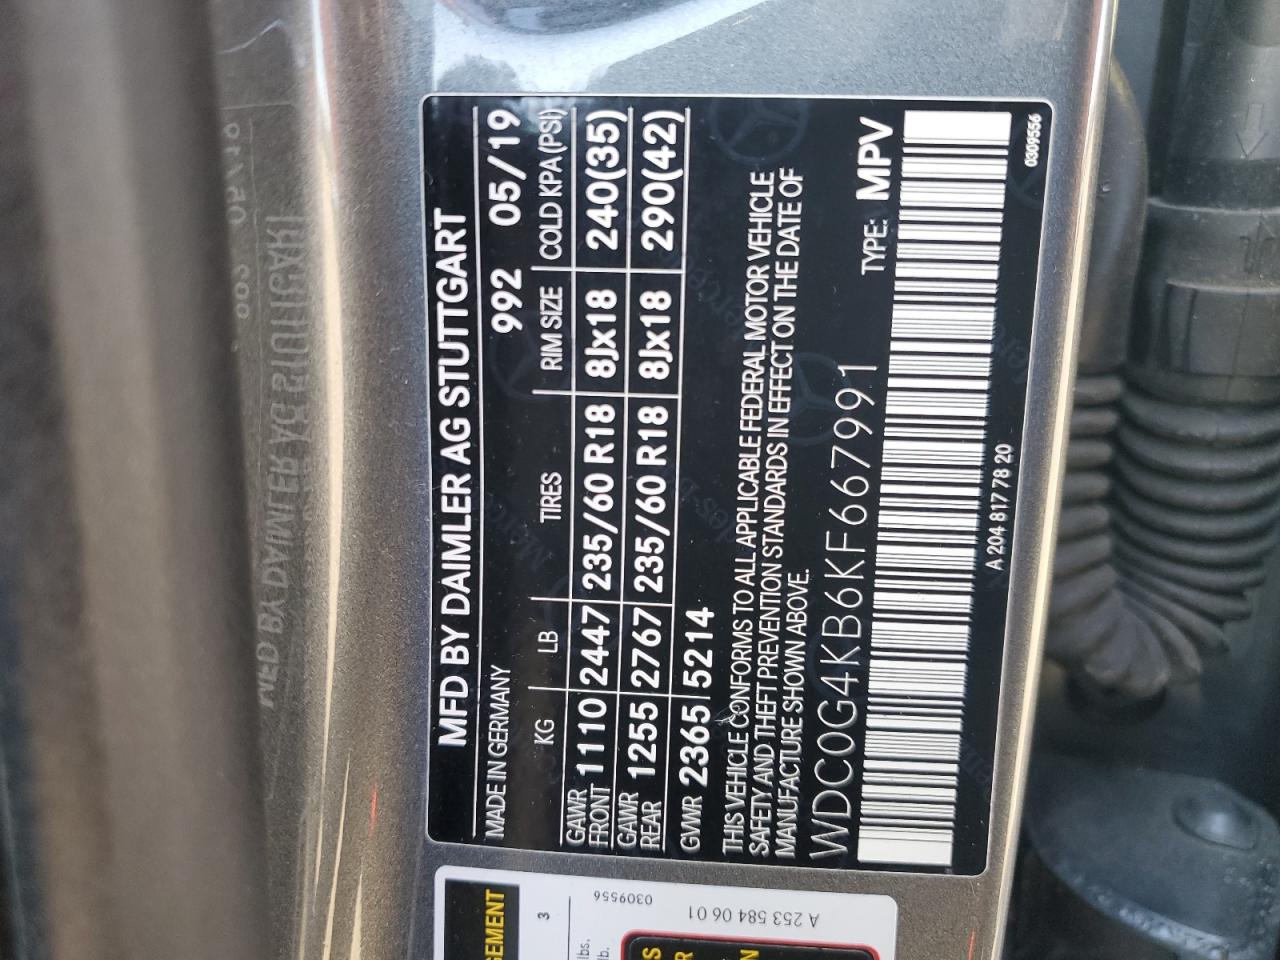 MFD BY DAIMLER AG STUTTGART
MADE IN GERMANY 992 05/19
KG LB TIRES RIM SIZE COLD KPA(PSI)
GAWR FRONT 1110 2447 235/60 R18 8Jx18 240(35)
GAWR REAR 1255 2767 235/60 R18 8Jx18 290(42)
GVWR 2365 5214
THIS VEHICLE CONFORMS TO ALL APPLICABLE FEDERAL MOTOR VEHICLE
SAFETY AND THEFT PREVENTION STANDARDS IN EFFECT ON THE DATE OF
MANUFACTURE SHOWN ABOVE.
WDC0G4KB6KF667991 TYPE: MPV
A 204 817 78 20 0309556
GEMENT
3
lbs.
lb.
0309556
A 253 584 06 01
S
R
N